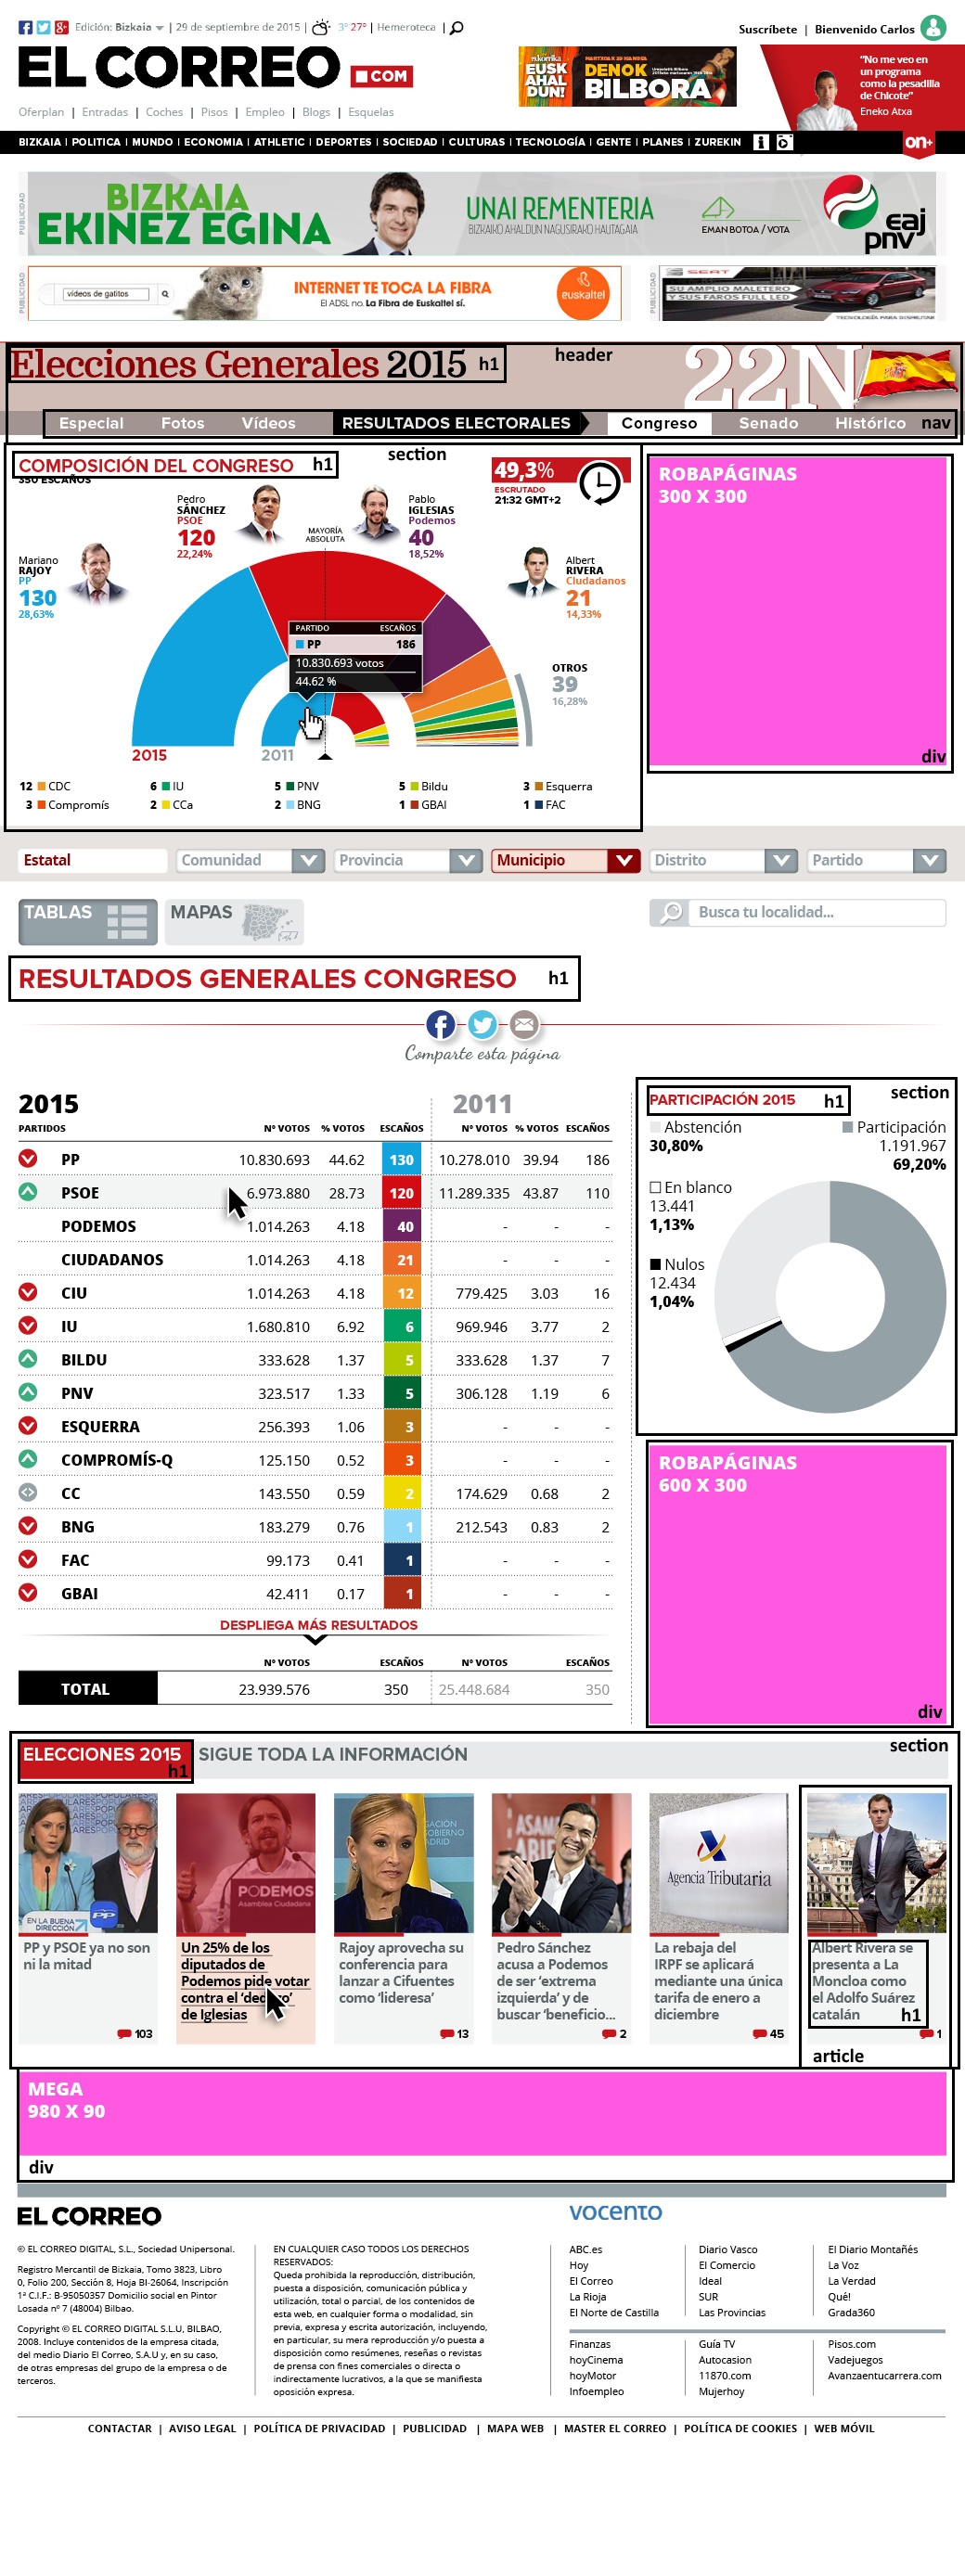 Edición: Bizkaia | 29 de septiembre de 2015 | 3° 27° | Hemeroteca |
Suscríbete | Bienvenido Carlos
EL CORREO .COM
Oferplan | Entradas | Coches | Pisos | Empleo | Blogs | Esquelas
n.korrika
EUSK AHAL DUN!
DENOK
BILBORA
"No me veo en
un programa
como la pesadilla
de Chicote"
Eneko Atxa
BIZKAIA | POLITICA | MUNDO | ECONOMIA | ATHLETIC | DEPORTES | SOCIEDAD | CULTURAS | TECNOLOGÍA | GENTE | PLANES | ZUREKIN
on+
PUBLICIDAD
BIZKAIA
EKINEZ EGINA
UNAI REMENTERIA
BIZKAIKO AHALDUN NAGUSIRAKO HAUTAGAIA
EMAN BOTOA / VOTA
eaj
pnv
PUBLICIDAD
vídeos de gatitos
INTERNET TE TOCA LA FIBRA
El ADSL no. La Fibra de Euskaltel sí.
euskaltel
PUBLICIDAD
SEAT
SU AMPLIO MALETERO
Y SUS FAROS FULL LED
TECNOLOGÍA PARA DISFRUTAR
Elecciones Generales 2015 h1
header
22N
Especial Fotos Vídeos RESULTADOS ELECTORALES Congreso Senado Histórico nav
COMPOSICIÓN DEL CONGRESO h1
section
350 ESCAÑOS
49,3%
ESCRUTADO
21:32 GMT+2
Pedro
SÁNCHEZ
PSOE
120
22,24%
MAYORÍA
ABSOLUTA
Pablo
IGLESIAS
Podemos
40
18,52%
Mariano
RAJOY
PP
130
28,63%
Albert
RIVERA
Ciudadanos
21
14,33%
PARTIDO ESCAÑOS
PP 186
10.830.693 votos
44.62 %
OTROS
39
16,28%
2015 2011
12 CDC 6 IU 5 PNV 5 Bildu 3 Esquerra
3 Compromís 2 CCa 2 BNG 1 GBAI 1 FAC
ROBAPÁGINAS
300 X 300
div
Estatal Comunidad Provincia Municipio Distrito Partido
TABLAS MAPAS Busca tu localidad...
RESULTADOS GENERALES CONGRESO h1
Comparte esta página
2015 2011
PARTIDOS Nº VOTOS % VOTOS ESCAÑOS Nº VOTOS % VOTOS ESCAÑOS
PP 10.830.693 44.62 130 10.278.010 39.94 186
PSOE 6.973.880 28.73 120 11.289.335 43.87 110
PODEMOS 1.014.263 4.18 40 - - -
CIUDADANOS 1.014.263 4.18 21 - - -
CIU 1.014.263 4.18 12 779.425 3.03 16
IU 1.680.810 6.92 6 969.946 3.77 2
BILDU 333.628 1.37 5 333.628 1.37 7
PNV 323.517 1.33 5 306.128 1.19 6
ESQUERRA 256.393 1.06 3 - - -
COMPROMÍS-Q 125.150 0.52 3 - - -
CC 143.550 0.59 2 174.629 0.68 2
BNG 183.279 0.76 1 212.543 0.83 2
FAC 99.173 0.41 1 - - -
GBAI 42.411 0.17 1 - - -
DESPLIEGA MÁS RESULTADOS
Nº VOTOS ESCAÑOS Nº VOTOS ESCAÑOS
TOTAL 23.939.576 350 25.448.684 350
section
PARTICIPACIÓN 2015 h1
Abstención
30,80%
Participación
1.191.967
69,20%
En blanco
13.441
1,13%
Nulos
12.434
1,04%
ROBAPÁGINAS
600 X 300
div
ELECCIONES 2015 h1 SIGUE TODA LA INFORMACIÓN
section
EN LA BUENA
DIRECCIÓN
PP
PODEMOS
Asamblea Ciudadana
Agencia Tributaria
PP y PSOE ya no son
ni la mitad
103
Un 25% de los
diputados de
Podemos pide votar
contra el 'dedazo'
de Iglesias
Rajoy aprovecha su
conferencia para
lanzar a Cifuentes
como 'lideresa'
13
Pedro Sánchez
acusa a Podemos
de ser 'extrema
izquierda' y de
buscar 'beneficio...
2
La rebaja del
IRPF se aplicará
mediante una única
tarifa de enero a
diciembre
45
Albert Rivera se
presenta a La
Moncloa como
el Adolfo Suárez
catalán h1
1
article
MEGA
980 X 90
div
EL CORREO
vocento
© EL CORREO DIGITAL, S.L., Sociedad Unipersonal.
Registro Mercantil de Bizkaia, Tomo 3823, Libro
0, Folio 200, Sección 8, Hoja BI-26064, Inscripción
1ª C.I.F.: B-95050357 Domicilio social en Pintor
Losada nº 7 (48004) Bilbao.
Copyright © EL CORREO DIGITAL S.L.U, BILBAO,
2008. Incluye contenidos de la empresa citada,
del medio Diario El Correo, S.A.U y, en su caso,
de otras empresas del grupo de la empresa o de
terceros.
EN CUALQUIER CASO TODOS LOS DERECHOS
RESERVADOS:
Queda prohibida la reproducción, distribución,
puesta a disposición, comunicación pública y
utilización, total o parcial, de los contenidos de
esta web, en cualquier forma o modalidad, sin
previa, expresa y escrita autorización, incluyendo,
en particular, su mera reproducción y/o puesta a
disposición como resúmenes, reseñas o revistas
de prensa con fines comerciales o directa o
indirectamente lucrativos, a la que se manifiesta
oposición expresa.
ABC.es Diario Vasco El Diario Montañés
Hoy El Comercio La Voz
El Correo Ideal La Verdad
La Rioja SUR Qué!
El Norte de Castilla Las Provincias Grada360
Finanzas Guía TV Pisos.com
hoyCinema Autocasion Vadejuegos
hoyMotor 11870.com Avanzaentucarrera.com
Infoempleo Mujerhoy
CONTACTAR | AVISO LEGAL | POLÍTICA DE PRIVACIDAD | PUBLICIDAD | MAPA WEB | MASTER EL CORREO | POLÍTICA DE COOKIES | WEB MÓVIL